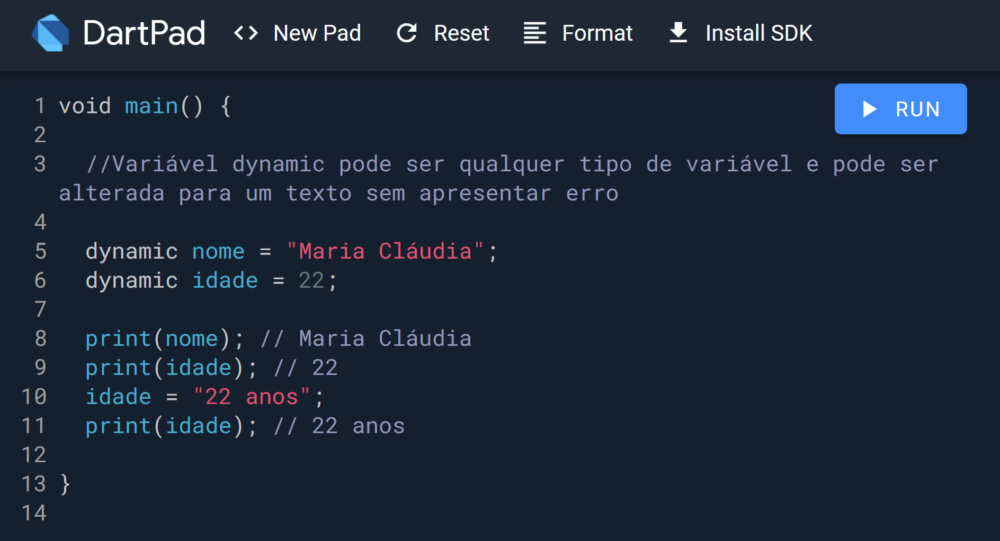 DartPad <> New Pad Reset Format Install SDK
RUN
1 void main() {
2
3   //Variável dynamic pode ser qualquer tipo de variável e pode ser
alterada para um texto sem apresentar erro
4
5   dynamic nome = "Maria Cláudia";
6   dynamic idade = 22;
7
8   print(nome); // Maria Cláudia
9   print(idade); // 22
10   idade = "22 anos";
11   print(idade); // 22 anos
12
13 }
14